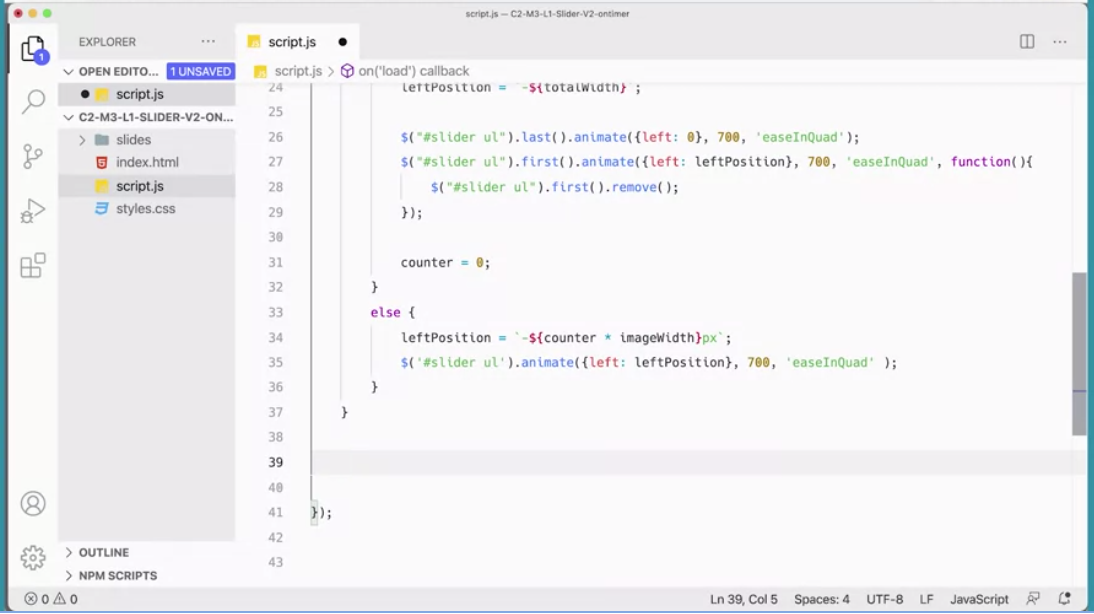 script.js — C2-M3-L1-Slider-V2-ontimer
EXPLORER
script.js
1
OPEN EDITO... 1 UNSAVED
script.js > on('load') callback
script.js
24 leftPosition = `-${totalWidth}`;
C2-M3-L1-SLIDER-V2-ON...
25
slides
26 $("#slider ul").last().animate({left: 0}, 700, 'easeInQuad');
index.html
27 $("#slider ul").first().animate({left: leftPosition}, 700, 'easeInQuad', function(){
script.js
28 $("#slider ul").first().remove();
styles.css
29 });
30
31 counter = 0;
32 }
33 else {
34 leftPosition = `-${counter * imageWidth}px`;
35 $('#slider ul').animate({left: leftPosition}, 700, 'easeInQuad' );
36 }
37 }
38
39
40
41 });
42
43
OUTLINE
NPM SCRIPTS
0 0
Ln 39, Col 5 Spaces: 4 UTF-8 LF JavaScript